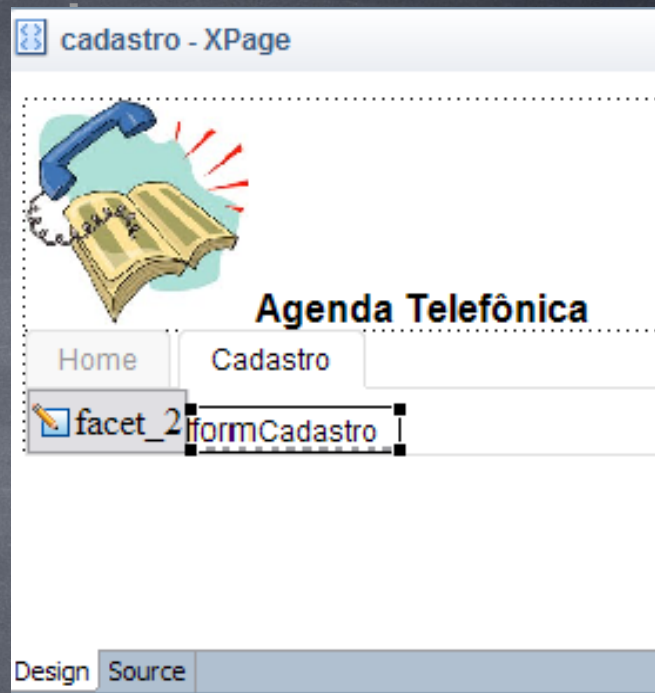 cadastro - XPage
Agenda Telefônica
Home Cadastro
facet_2 formCadastro
Design Source